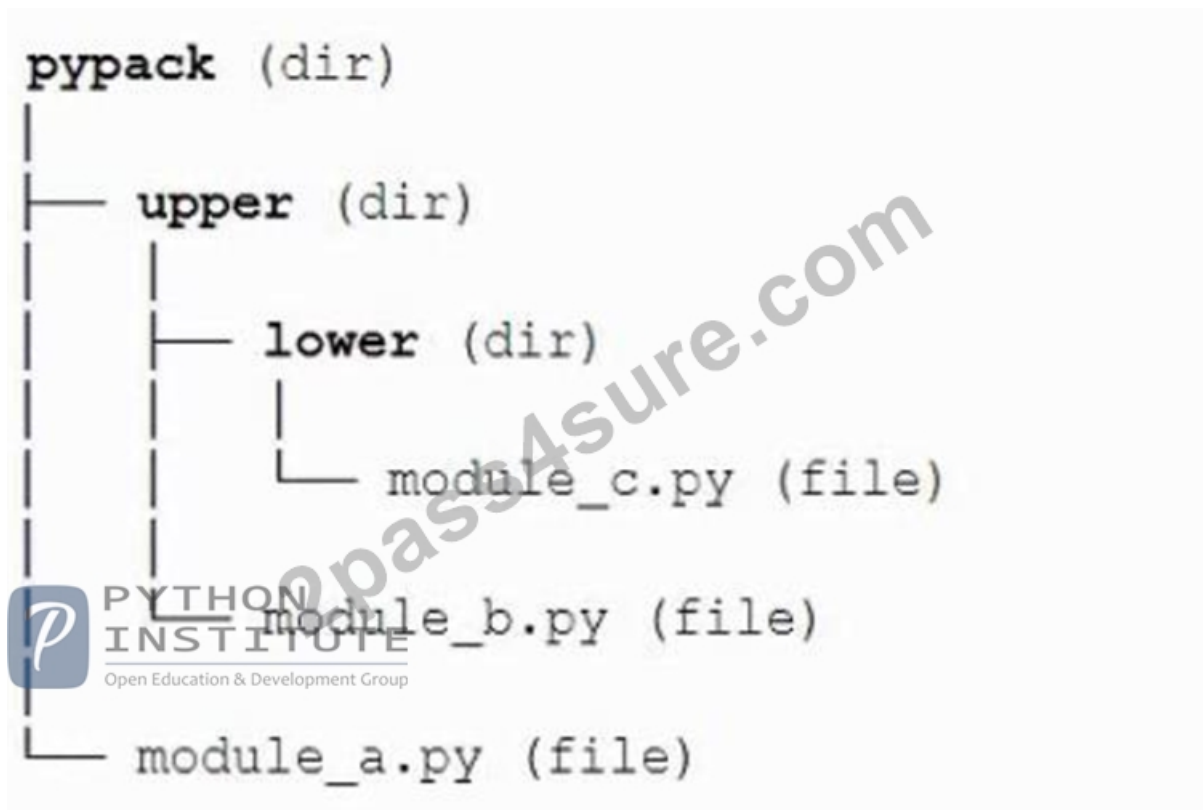 pypack (dir)
upper (dir)
lower (dir)
module_c.py (file)
2pass4sure.com
module_b.py (file)
PYTHON
INSTITUTE
Open Education & Development Group
module_a.py (file)